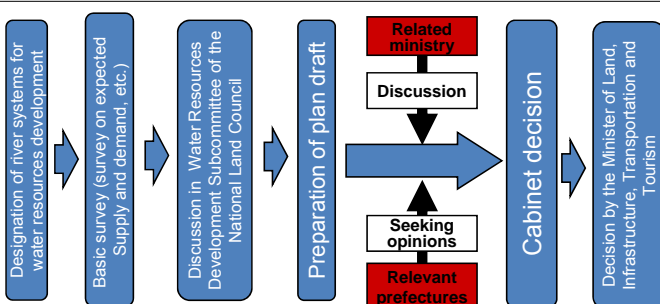 Designation of river systems for
water resources development
Basic survey (survey on expected
Supply and demand, etc.)
Discussion in Water Resources
Development Subcommittee of the
National Land Council
Preparation of plan draft
Related
ministry
Discussion
Seeking
opinions
Relevant
prefectures
Cabinet decision
Decision by the Minister of Land,
Infrastructure, Transportation and
Tourism